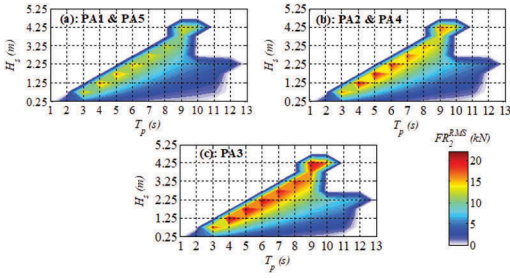 (a): PA1 & PA5
5.25
4.25
3.25
2.25
1.25
0.25
H_s (m)
1 2 3 4 5 6 7 8 9 10 11 12 13
T_p (s)
(b): PA2 & PA4
5.25
4.25
3.25
2.25
1.25
0.25
H_s (m)
1 2 3 4 5 6 7 8 9 10 11 12 13
T_p (s)
(c): PA3
5.25
4.25
3.25
2.25
1.25
0.25
H_s (m)
1 2 3 4 5 6 7 8 9 10 11 12 13
T_p (s)
FR_2^RMS (kN)
20
15
10
5
0